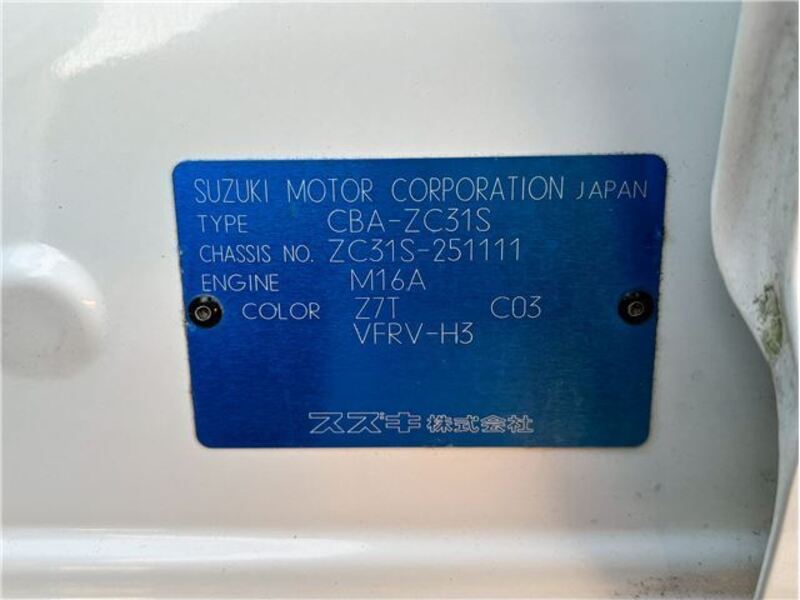 SUZUKI MOTOR CORPORATION JAPAN
TYPE CBA-ZC31S
CHASSIS NO. ZC31S-251111
ENGINE M16A
COLOR Z7T C03
VFRV-H3
スズキ株式会社